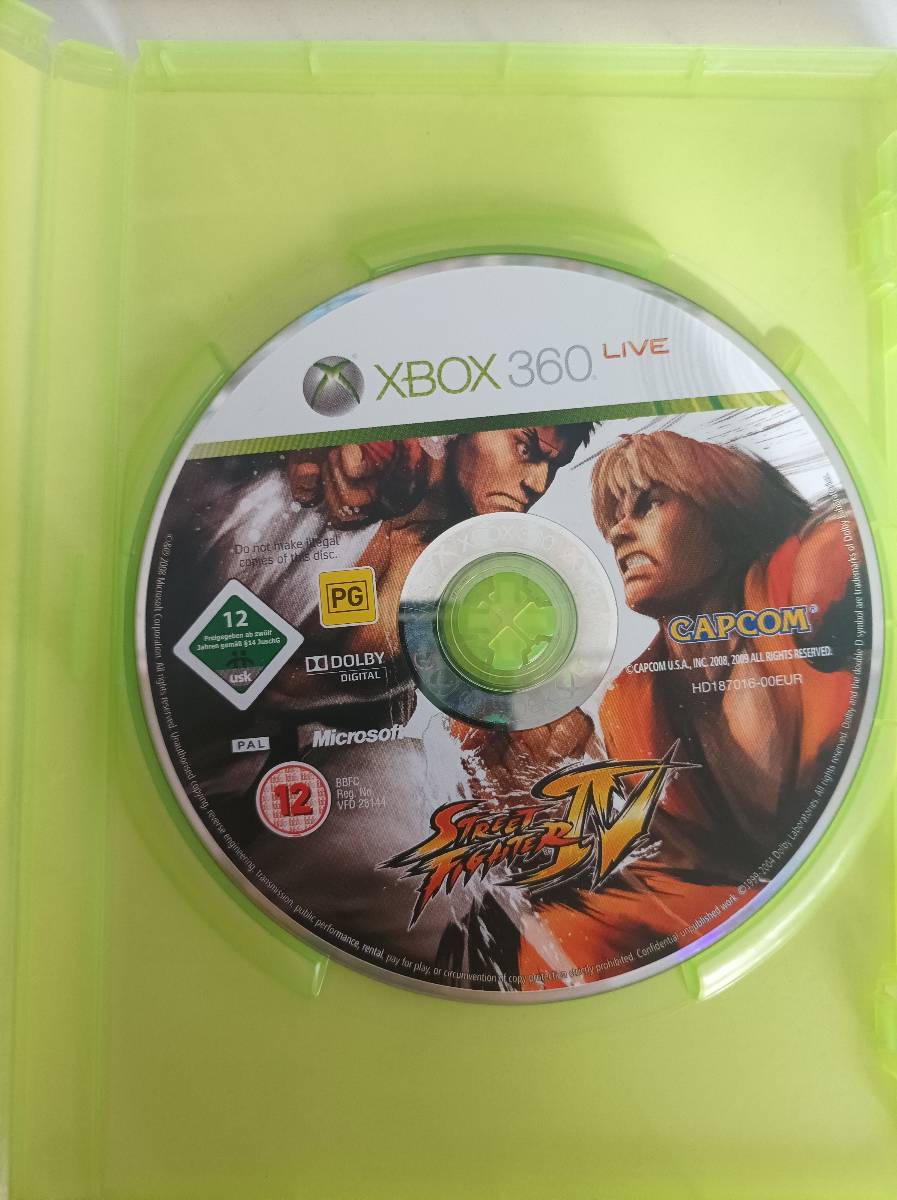 XBOX 360 LIVE
Do not make illegal
copies of this disc.
PG
12
Freigegeben ab zwölf
Jahren gemäß §14 JuSchG
usk
DOLBY
DIGITAL
CAPCOM®
©CAPCOM U.S.A., INC. 2008, 2009 ALL RIGHTS RESERVED.
HD187016-00EUR
PAL
Microsoft
12
BBFC
Reg. No
VFD 28144
STREET
FIGHTER IV
2008 Microsoft Corporation. All rights reserved. Unauthorised copying, reverse engineering, transmission, public performance, rental, pay for play, or circumvention of copy protection strictly prohibited. Confidential unpublished work. ©1999-2004 Dolby Laboratories. All rights reserved. Dolby and the double D symbol are trademarks of Dolby Laboratories.
XBOX 360